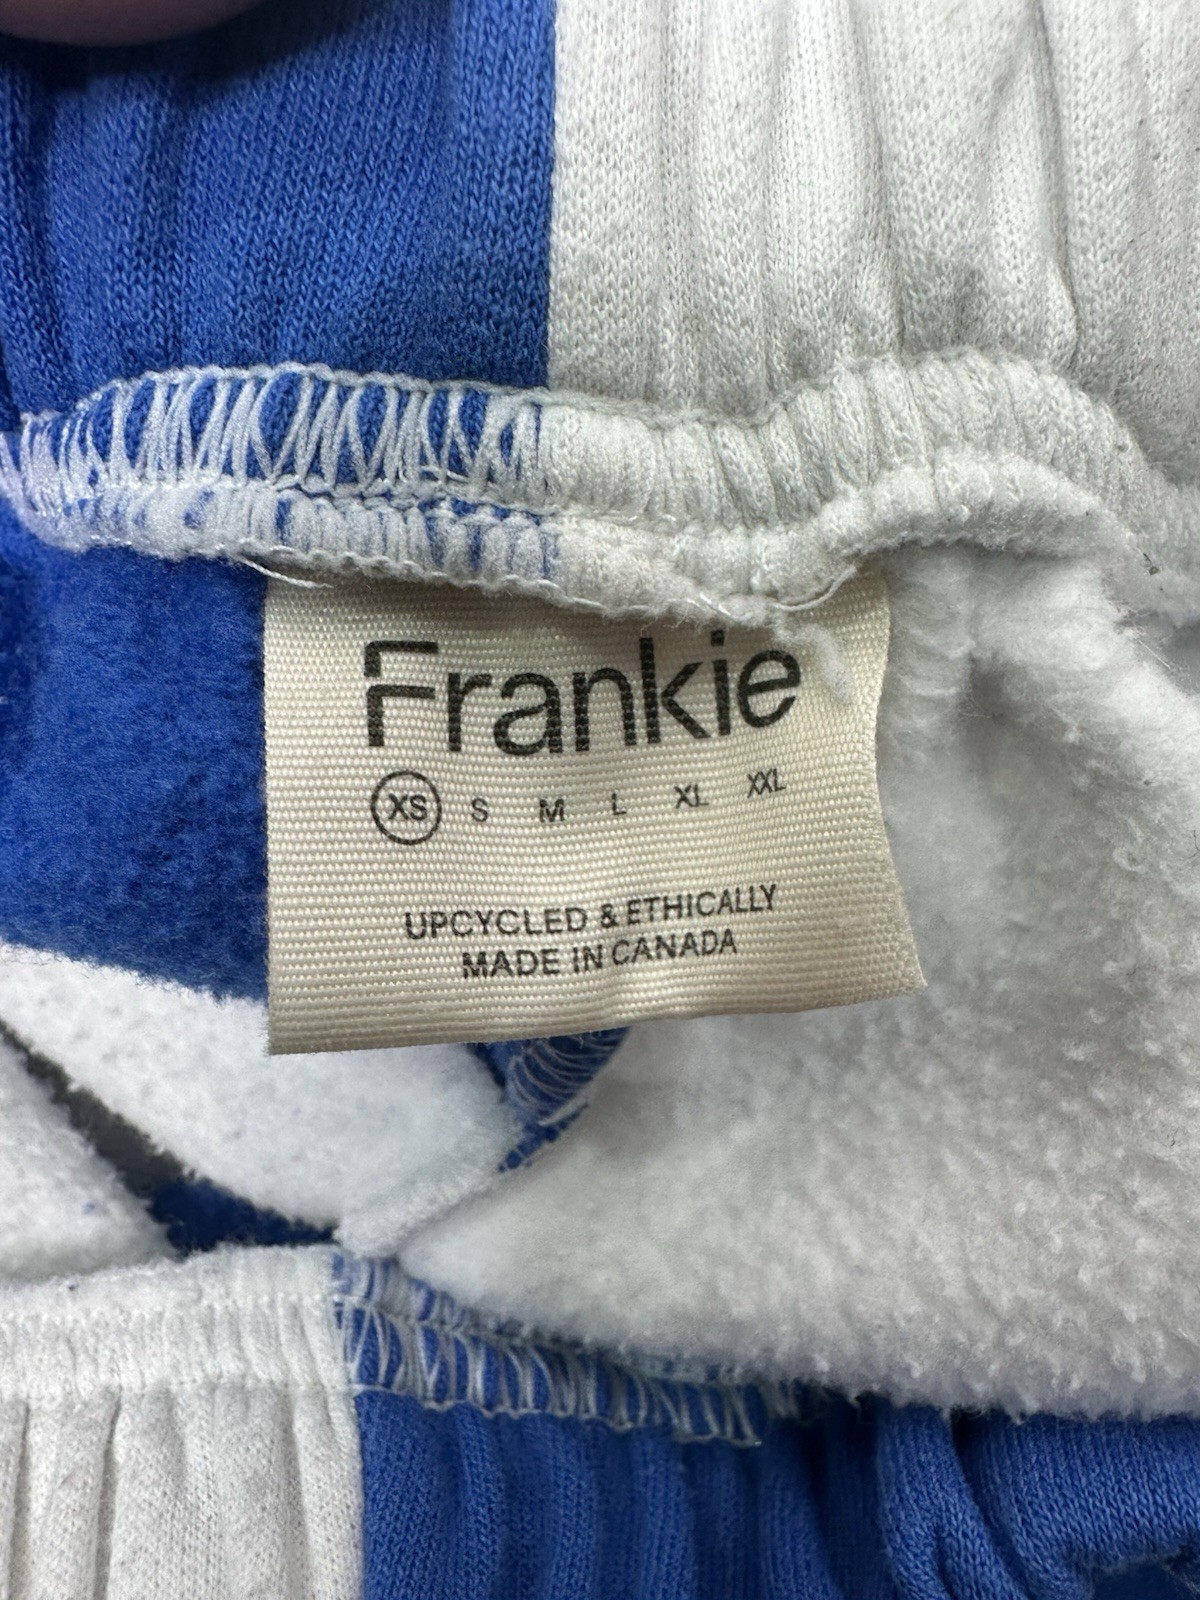 Frankie
XS S M L XL XXL
UPCYCLED & ETHICALLY
MADE IN CANADA